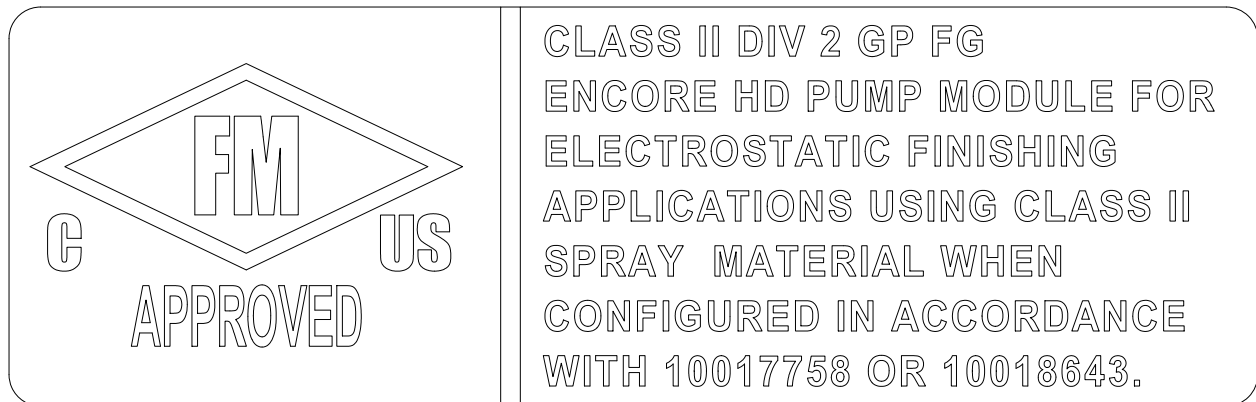 FM
C US
APPROVED
CLASS II DIV 2 GP FG
ENCORE HD PUMP MODULE FOR
ELECTROSTATIC FINISHING
APPLICATIONS USING CLASS II
SPRAY  MATERIAL WHEN
CONFIGURED IN ACCORDANCE
WITH 10017758 OR 10018643.